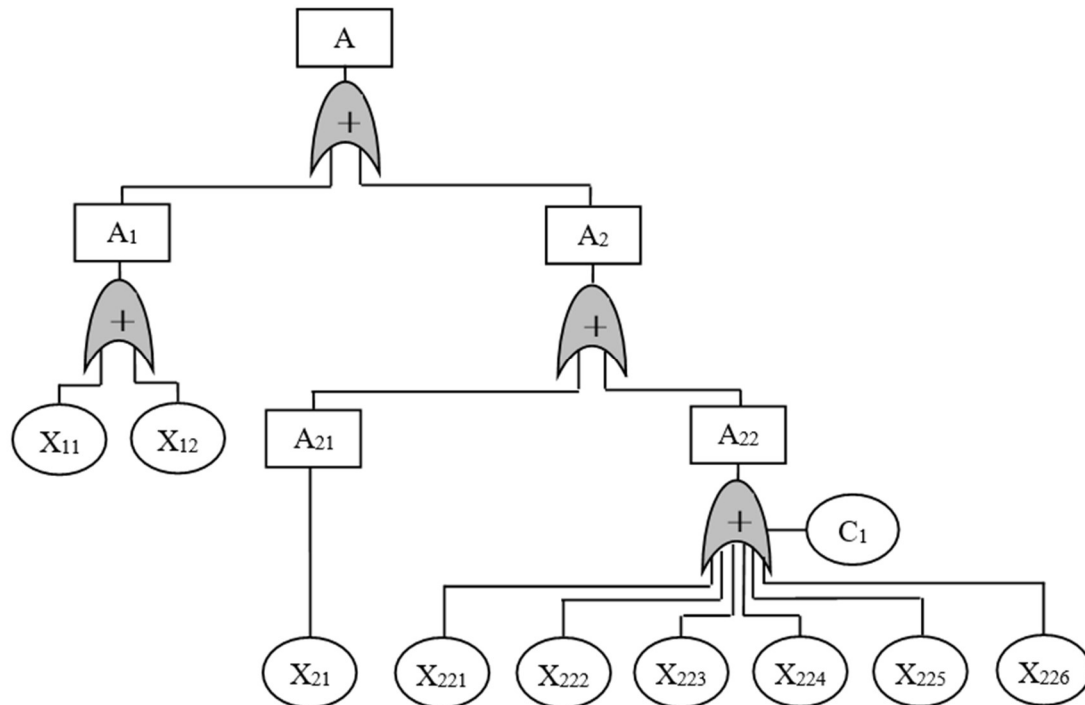 A
+
A₁
A₂
+
+
A₂₁
A₂₂
X₁₁
X₁₂
+
C₁
X₂₁
X₂₂₁
X₂₂₂
X₂₂₃
X₂₂₄
X₂₂₅
X₂₂₆